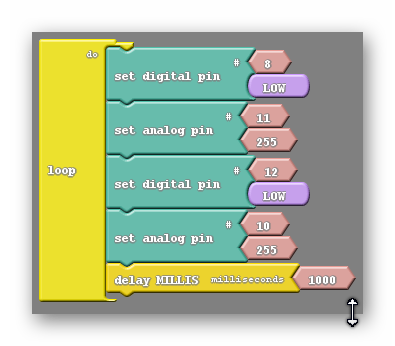 do
set digital pin # 8
LOW
set analog pin # 11
255
loop
set digital pin # 12
LOW
set analog pin # 10
255
delay MILLIS milliseconds 1000